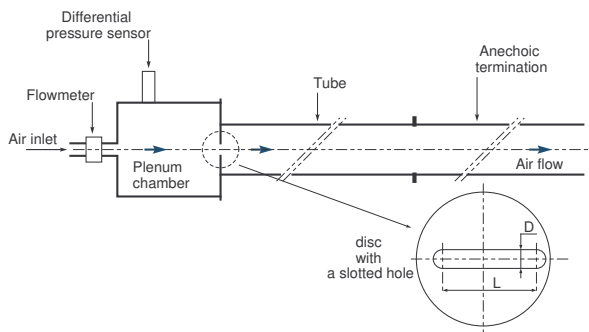 Differential
pressure sensor
Flowmeter
Air inlet
Plenum
chamber
Tube
Anechoic
termination
Air flow
disc
with
a slotted hole
D
L